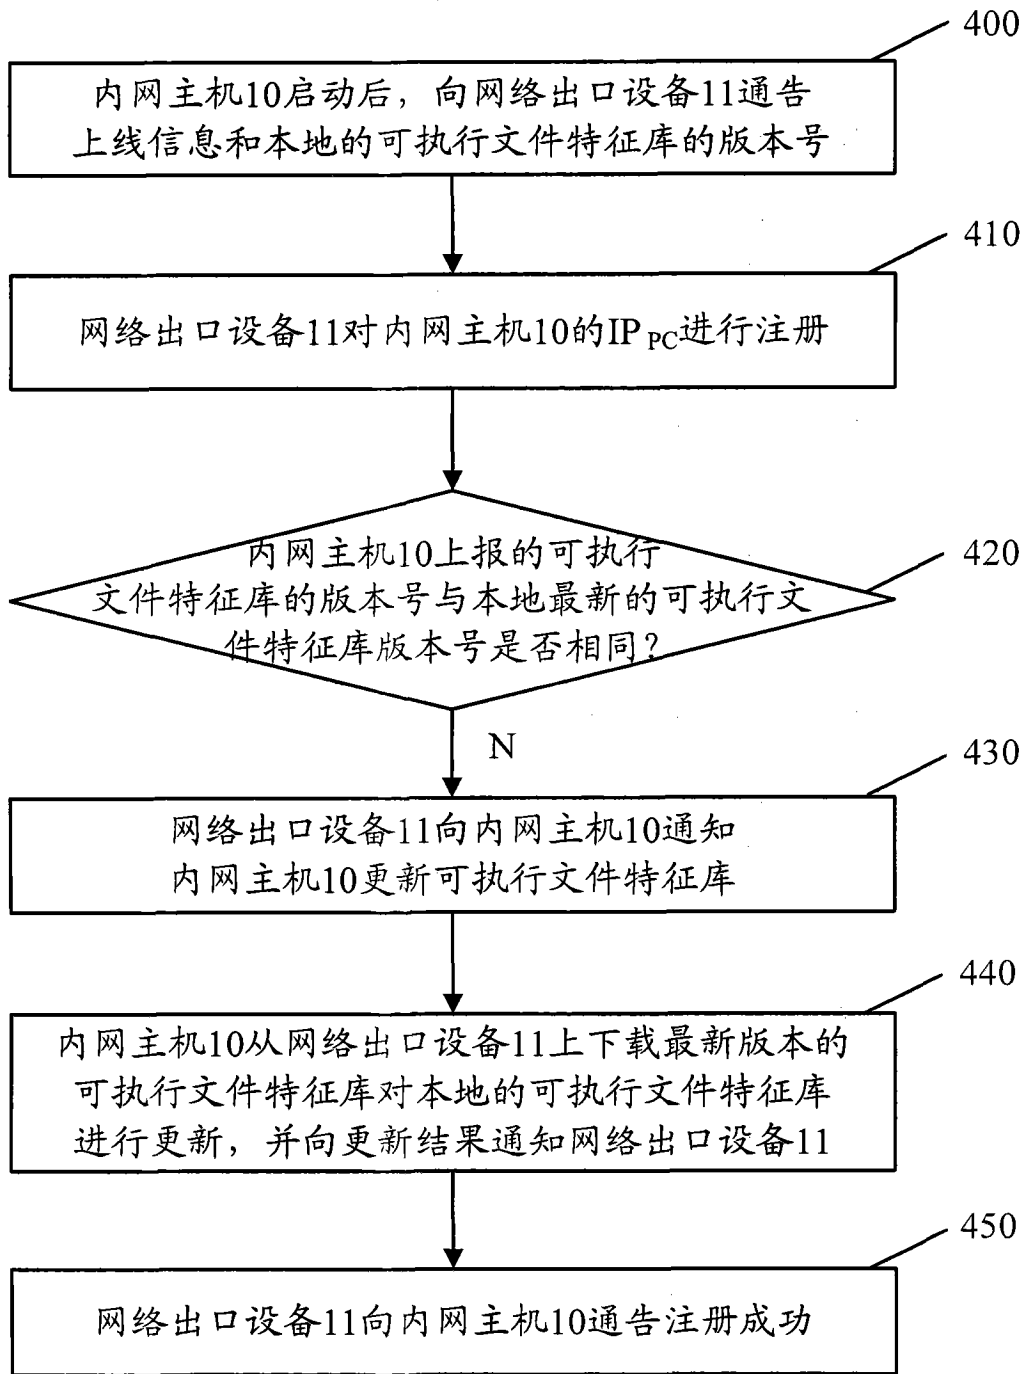 400
内网主机10启动后，向网络出口设备11通告
上线信息和本地的可执行文件特征库的版本号
410
网络出口设备11对内网主机10的IP PC进行注册
420
内网主机10上报的可执行
文件特征库的版本号与本地最新的可执行文
件特征库版本号是否相同？
N
430
网络出口设备11向内网主机10通知
内网主机10更新可执行文件特征库
440
内网主机10从网络出口设备11上下载最新版本的
可执行文件特征库对本地的可执行文件特征库
进行更新，并向更新结果通知网络出口设备11
450
网络出口设备11向内网主机10通告注册成功